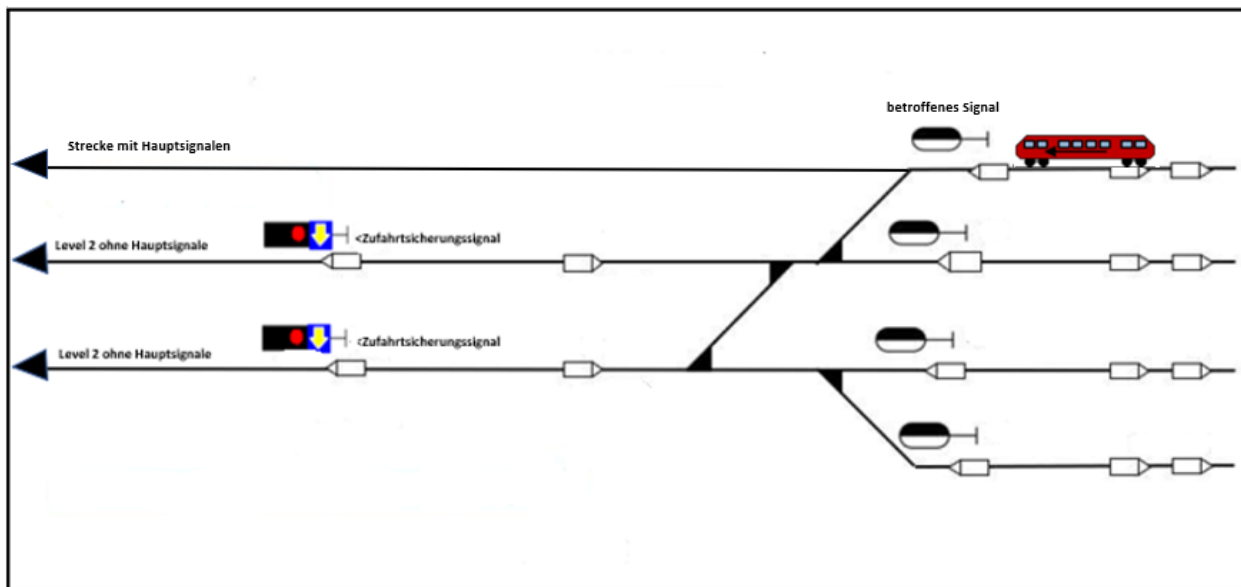 betroffenes Signal
Strecke mit Hauptsignalen
Level 2 ohne Hauptsignale
<Zufahrtsicherungssignal
Level 2 ohne Hauptsignale
<Zufahrtsicherungssignal